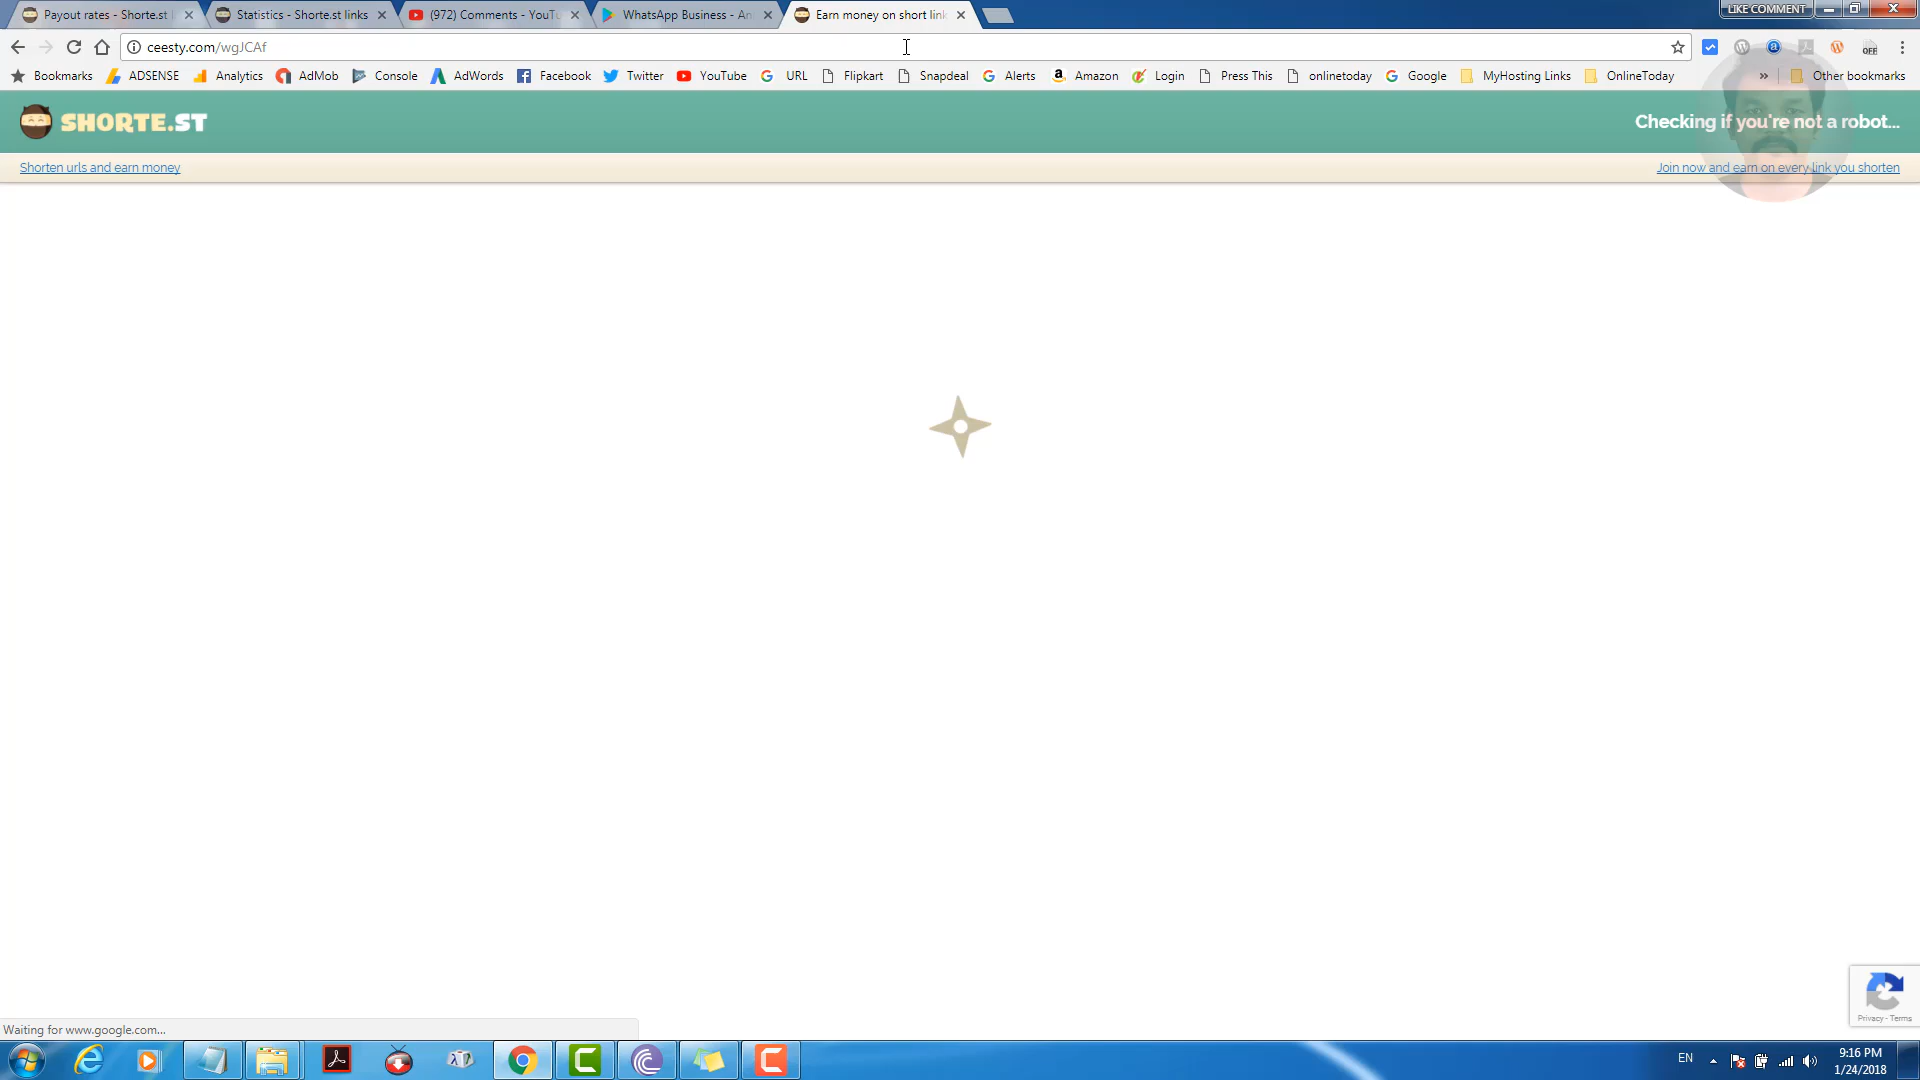 Payout rates - Shorte.st l
Statistics - Shorte.st links
(972) Comments - YouTu
WhatsApp Business - An
Earn money on short link
LIKE COMMENT
ceesty.com/wgJCAf
Bookmarks
ADSENSE
Analytics
AdMob
Console
AdWords
Facebook
Twitter
YouTube
URL
Flipkart
Snapdeal
Alerts
Amazon
Login
Press This
onlinetoday
Google
MyHosting Links
OnlineToday
»
Other bookmarks
OFF
SHORTE.ST
Checking if you're not a robot...
Shorten urls and earn money
Join now and earn on every link you shorten
Privacy - Terms
Waiting for www.google.com...
EN
9:16 PM
1/24/2018